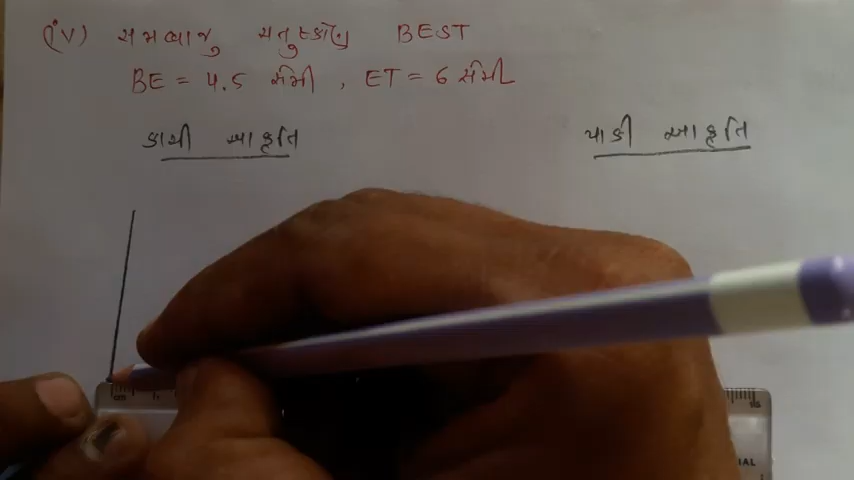 (iv) સમબાજુ ચતુષ્કોણ BEST
BE = 4.5 સેમી , ET = 6 સેમી
કાચી આકૃતિ
પાકી આકૃતિ